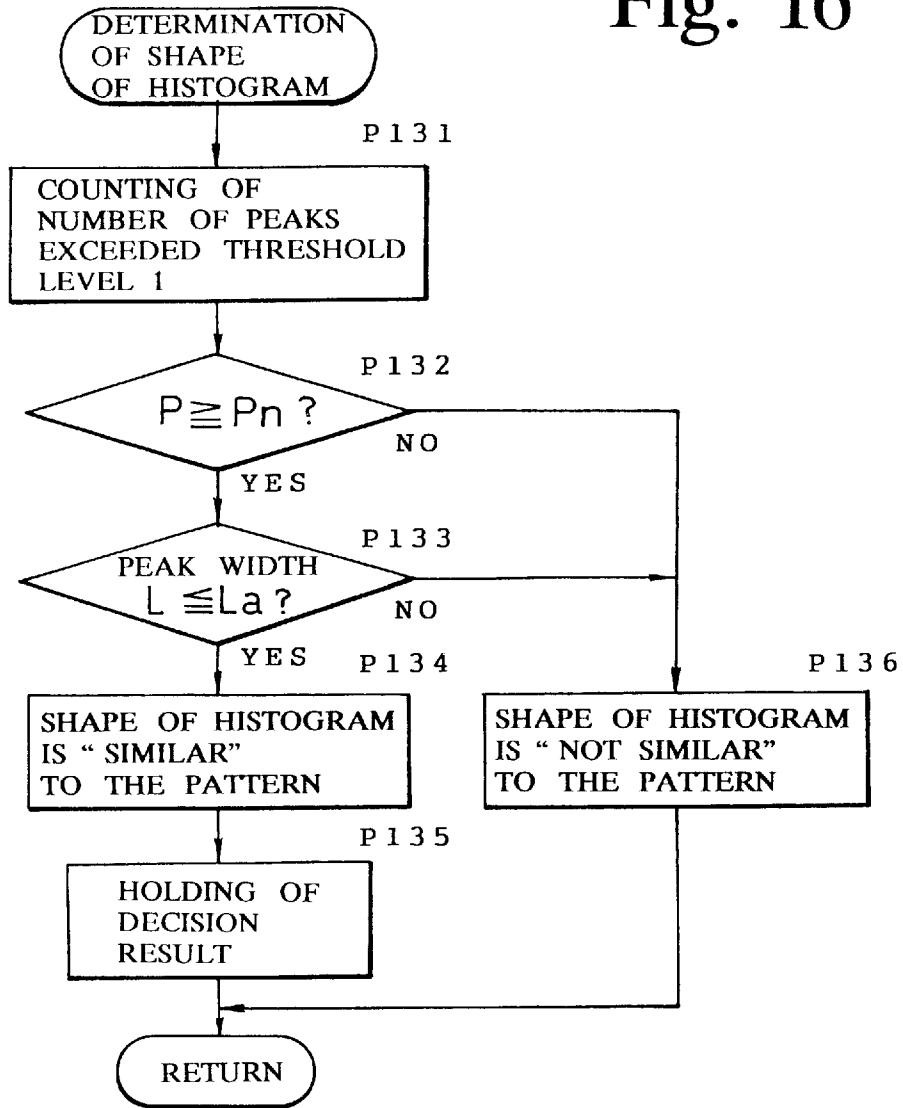 Fig. 16
DETERMINATION
OF SHAPE
OF HISTOGRAM
P131
COUNTING OF
NUMBER OF PEAKS
EXCEEDED THRESHOLD
LEVEL 1
P132
P≧Pn?
NO
YES
P133
PEAK WIDTH
L≦La?
NO
YES
P134
SHAPE OF HISTOGRAM
IS “SIMILAR”
TO THE PATTERN
P136
SHAPE OF HISTOGRAM
IS “NOT SIMILAR”
TO THE PATTERN
P135
HOLDING OF
DECISION
RESULT
RETURN